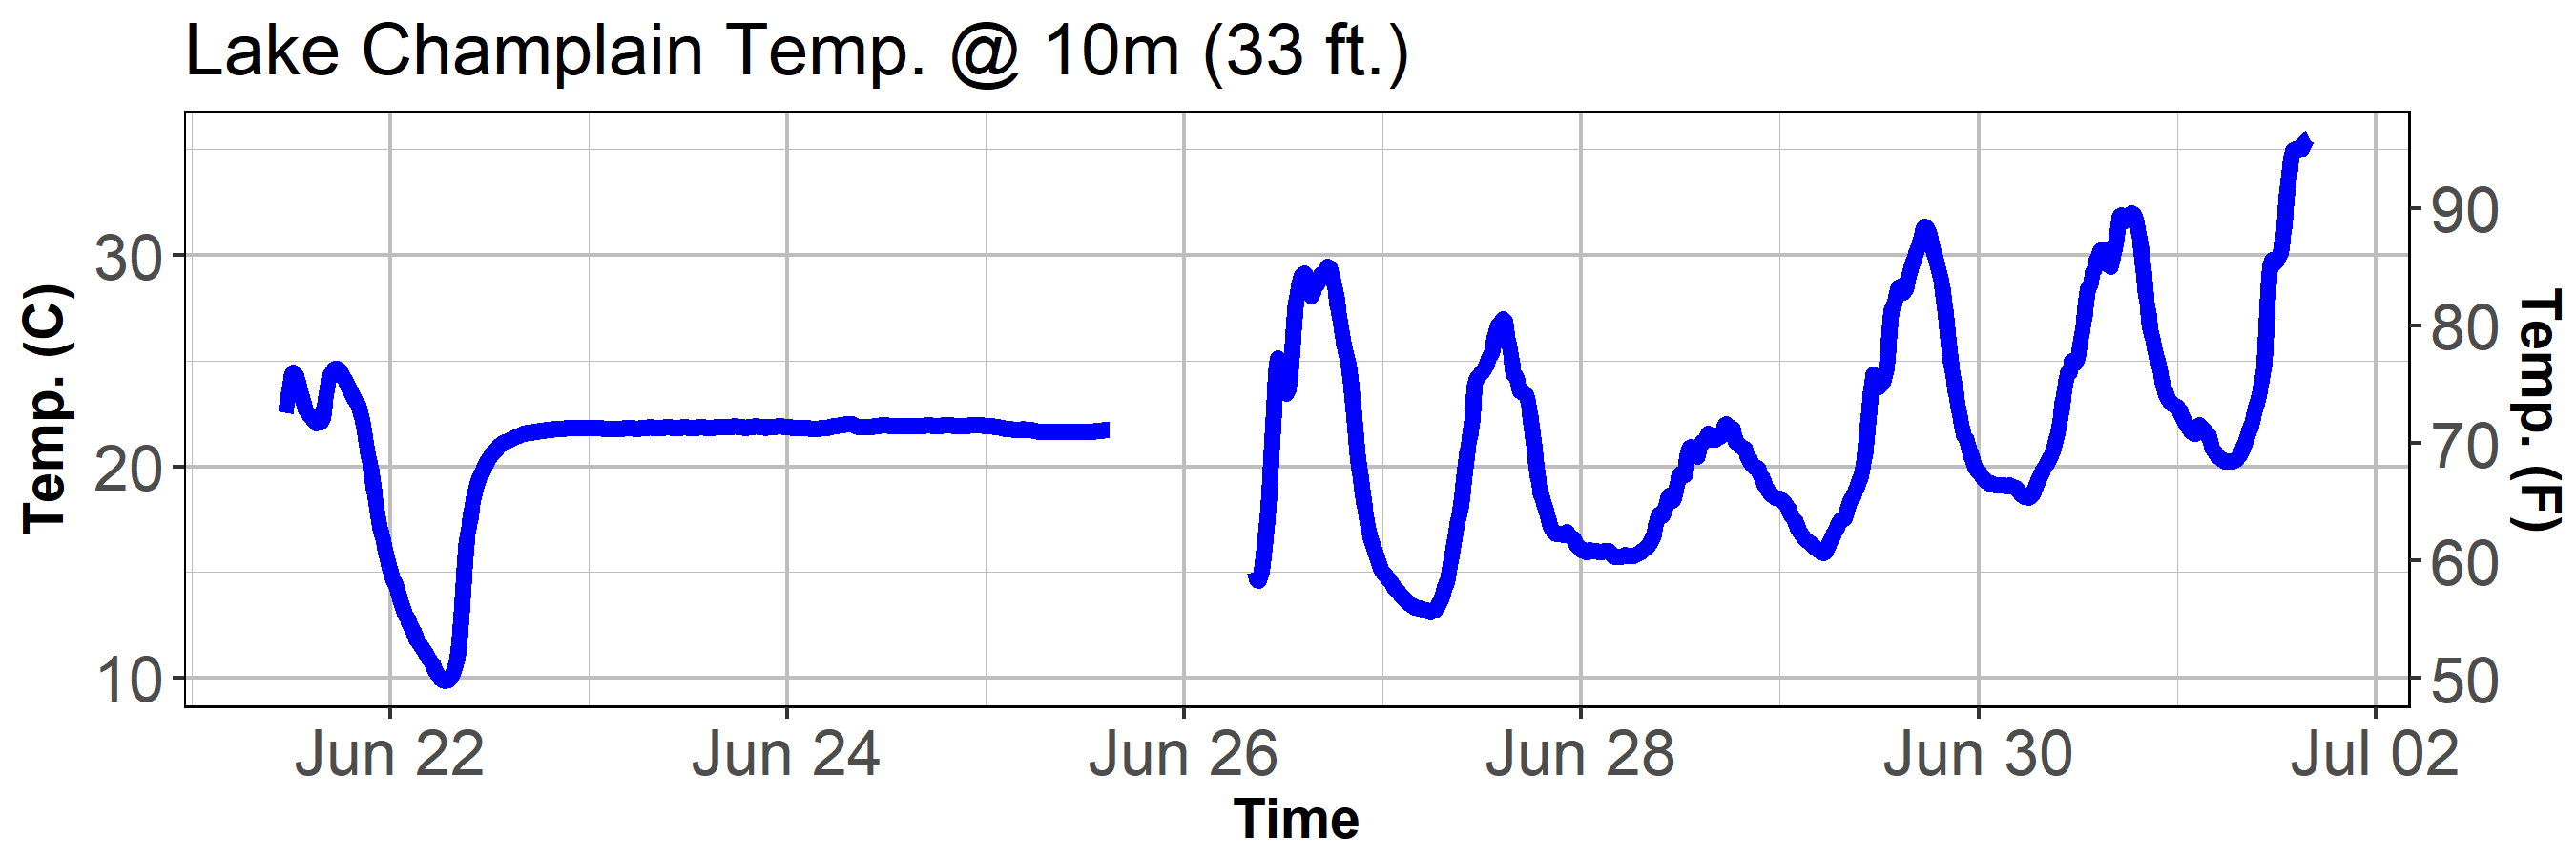 Lake Champlain Temp. @ 10m (33 ft.)
Temp. (C)
30
20
10
90
80
70
60
50
Temp. (F)
Jun 22
Jun 24
Jun 26
Jun 28
Jun 30
Jul 02
Time